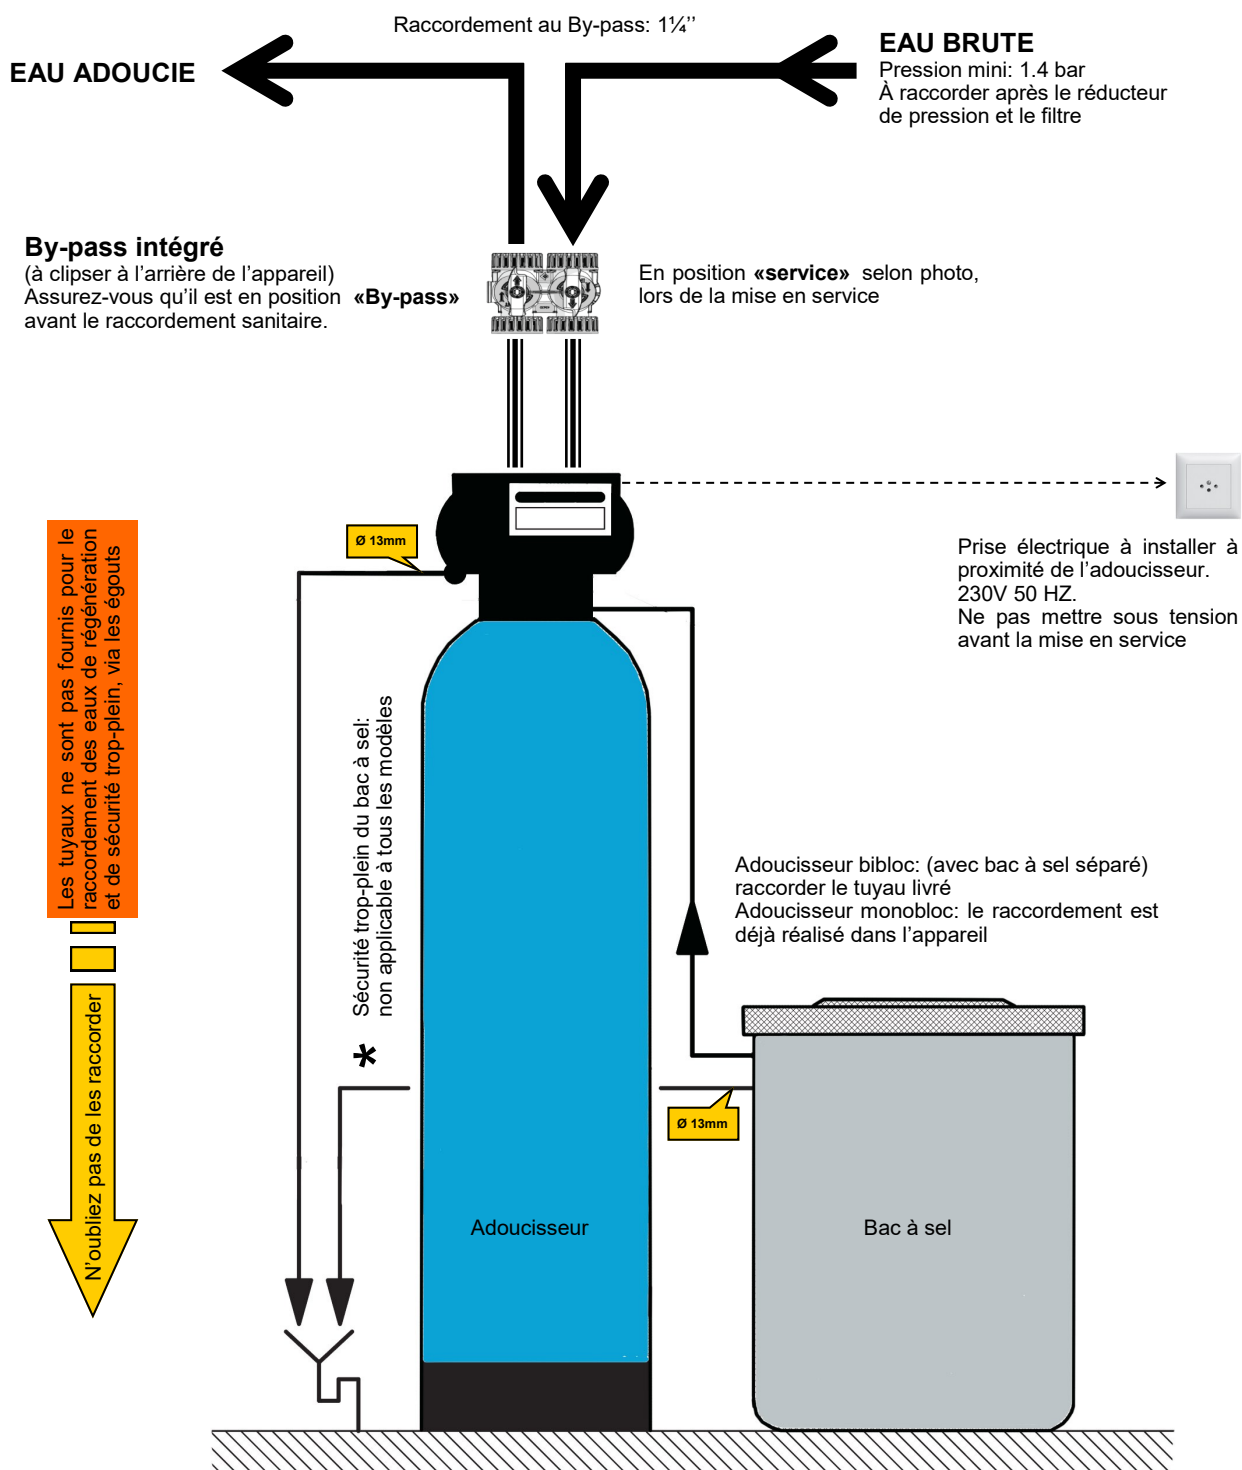 Raccordement au By-pass: 1¼’’
EAU ADOUCIE
EAU BRUTE
Pression mini: 1.4 bar
À raccorder après le réducteur
de pression et le filtre
By-pass intégré
(à clipser à l’arrière de l’appareil)
Assurez-vous qu’il est en position «By-pass»
avant le raccordement sanitaire.
En position «service» selon photo,
lors de la mise en service
Ø 13mm
Prise électrique à installer à
proximité de l’adoucisseur.
230V 50 HZ.
Ne pas mettre sous tension
avant la mise en service
Les tuyaux ne sont pas fournis pour le
raccordement des eaux de régénération
et de sécurité trop-plein, via les égouts
N’oubliez pas de les raccorder
* Sécurité trop-plein du bac à sel:
non applicable à tous les modèles
Adoucisseur bibloc: (avec bac à sel séparé)
raccorder le tuyau livré
Adoucisseur monobloc: le raccordement est
déjà réalisé dans l’appareil
Ø 13mm
Adoucisseur
Bac à sel